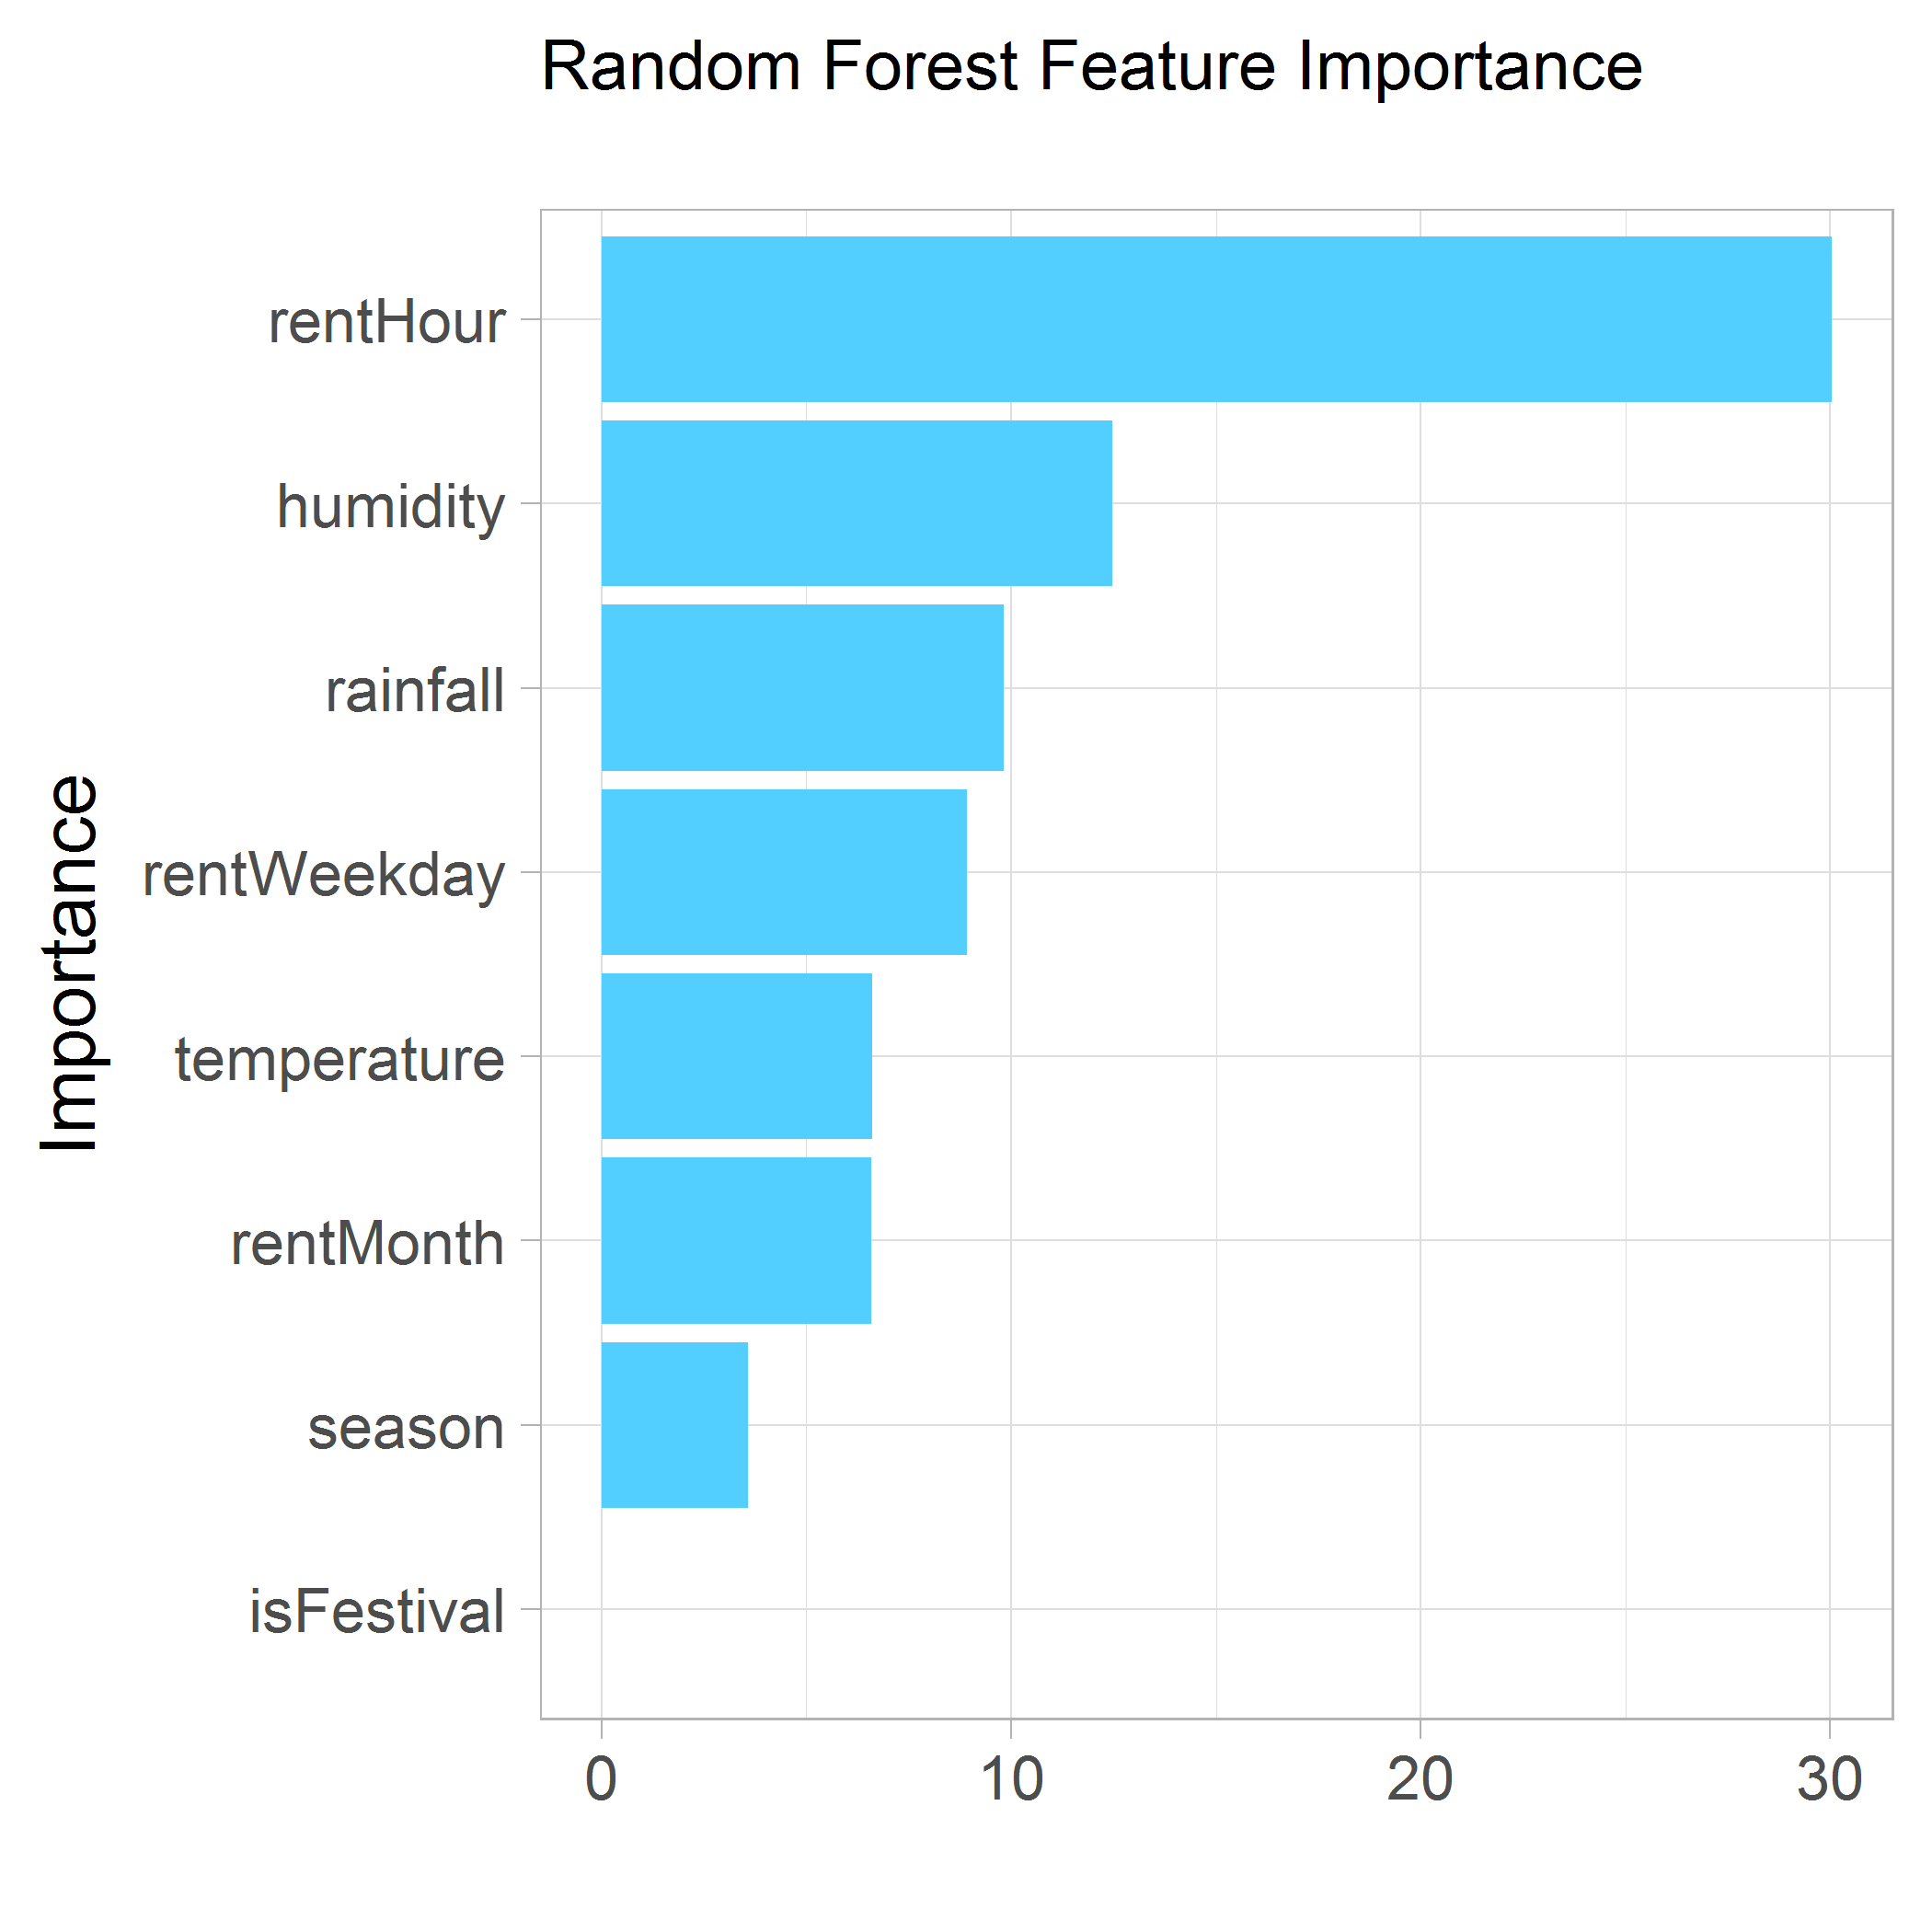 Random Forest Feature Importance
rentHour
humidity
rainfall
rentWeekday
temperature
rentMonth
season
isFestival
Importance
0 10 20 30